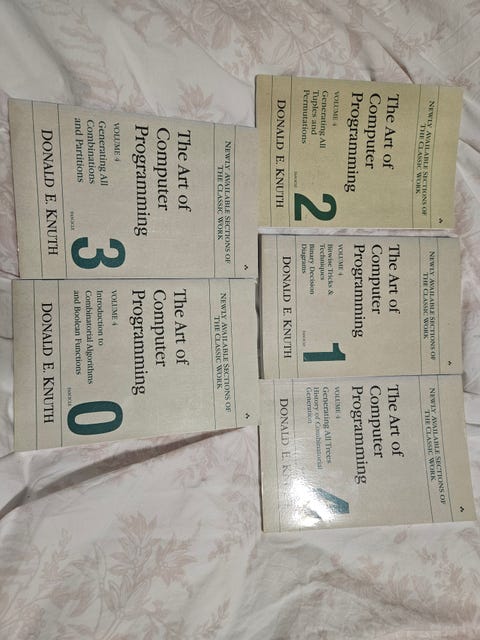 NEWLY AVAILABLE SECTIONS OF
THE CLASSIC WORK
The Art of
Computer
Programming
VOLUME 4
Generating All
Tuples and
Permutations
FASCICLE
2
DONALD E. KNUTH
NEWLY AVAILABLE SECTIONS OF
THE CLASSIC WORK
The Art of
Computer
Programming
VOLUME 4
Bitwise Tricks &
Techniques
Binary Decision
Diagrams
FASCICLE
1
DONALD E. KNUTH
NEWLY AVAILABLE SECTIONS OF
THE CLASSIC WORK
The Art of
Computer
Programming
VOLUME 4
Generating All Trees
History of Combinatorial
Generation
4
DONALD E. KNUTH
NEWLY AVAILABLE SECTIONS OF
THE CLASSIC WORK
The Art of
Computer
Programming
VOLUME 4
Generating All
Combinations
and Partitions
FASCICLE
3
DONALD E. KNUTH
NEWLY AVAILABLE SECTIONS OF
THE CLASSIC WORK
The Art of
Computer
Programming
VOLUME 4
Introduction to
Combinatorial Algorithms
and Boolean Functions
FASCICLE
0
DONALD E. KNUTH